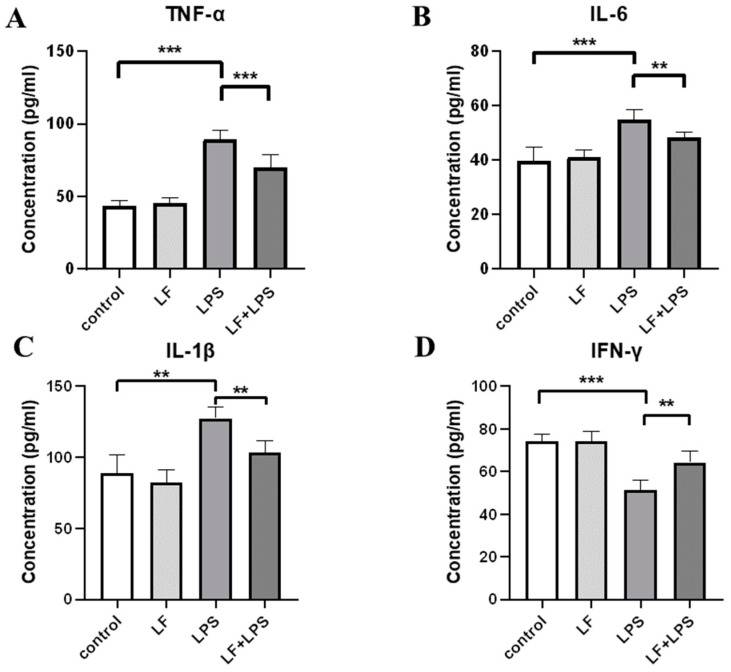 A
TNF-α
Concentration (pg/ml)
150
100
50
0
***
***
control
LF
LPS
LF+LPS
B
IL-6
Concentration (pg/ml)
80
60
40
20
0
***
**
control
LF
LPS
LF+LPS
C
IL-1β
Concentration (pg/ml)
150
100
50
0
**
**
control
LF
LPS
LF+LPS
D
IFN-γ
Concentration (pg/ml)
100
80
60
40
20
0
***
**
control
LF
LPS
LF+LPS